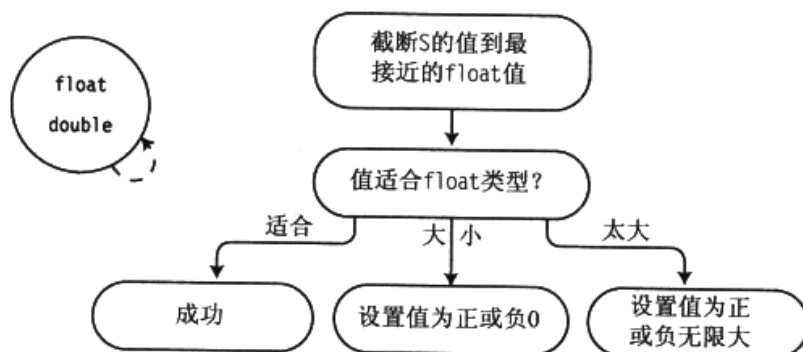 截断S的值到最
接近的float值
float
double
值适合float类型？
适合
大
小
太大
成功
设置值为正或负0
设置值为正
或负无限大